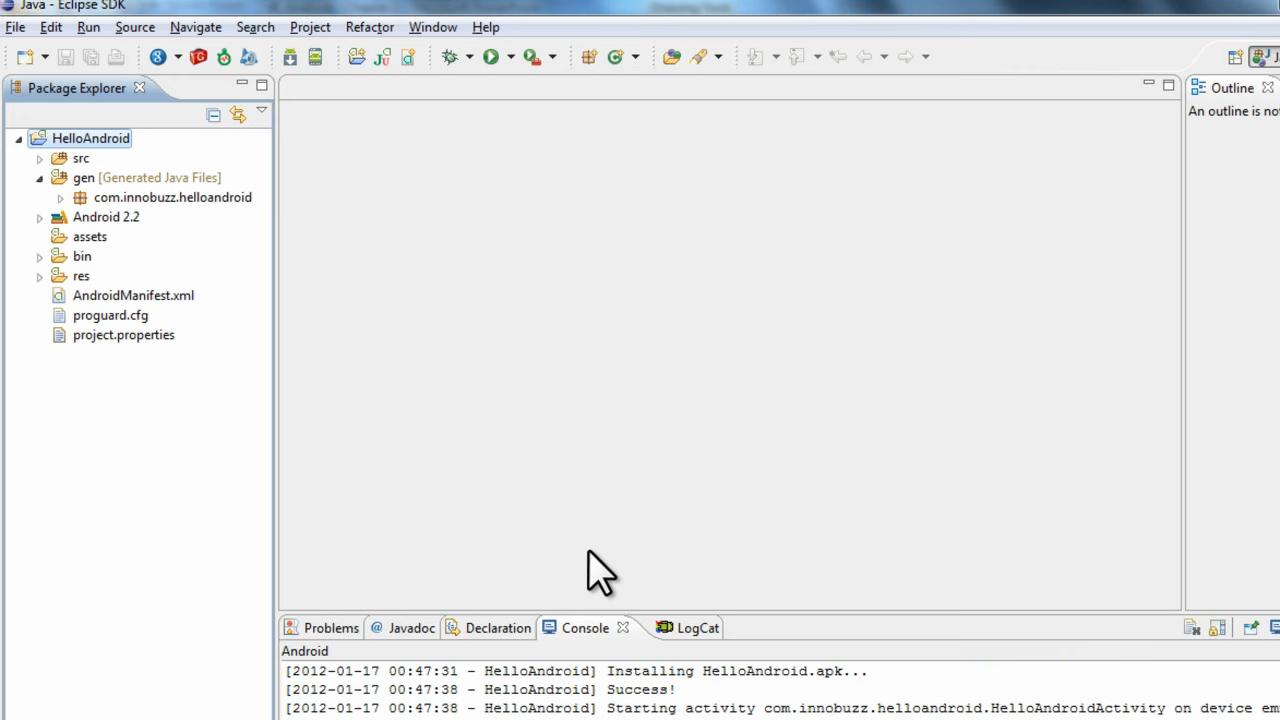 Java - Eclipse SDK
File Edit Run Source Navigate Search Project Refactor Window Help
Package Explorer
Outline
An outline is no
HelloAndroid
src
gen [Generated Java Files]
com.innobuzz.helloandroid
Android 2.2
assets
bin
res
AndroidManifest.xml
proguard.cfg
project.properties
Problems @ Javadoc Declaration Console LogCat
Android
[2012-01-17 00:47:31 - HelloAndroid] Installing HelloAndroid.apk...
[2012-01-17 00:47:38 - HelloAndroid] Success!
[2012-01-17 00:47:38 - HelloAndroid] Starting activity com.innobuzz.helloandroid.HelloAndroidActivity on device em